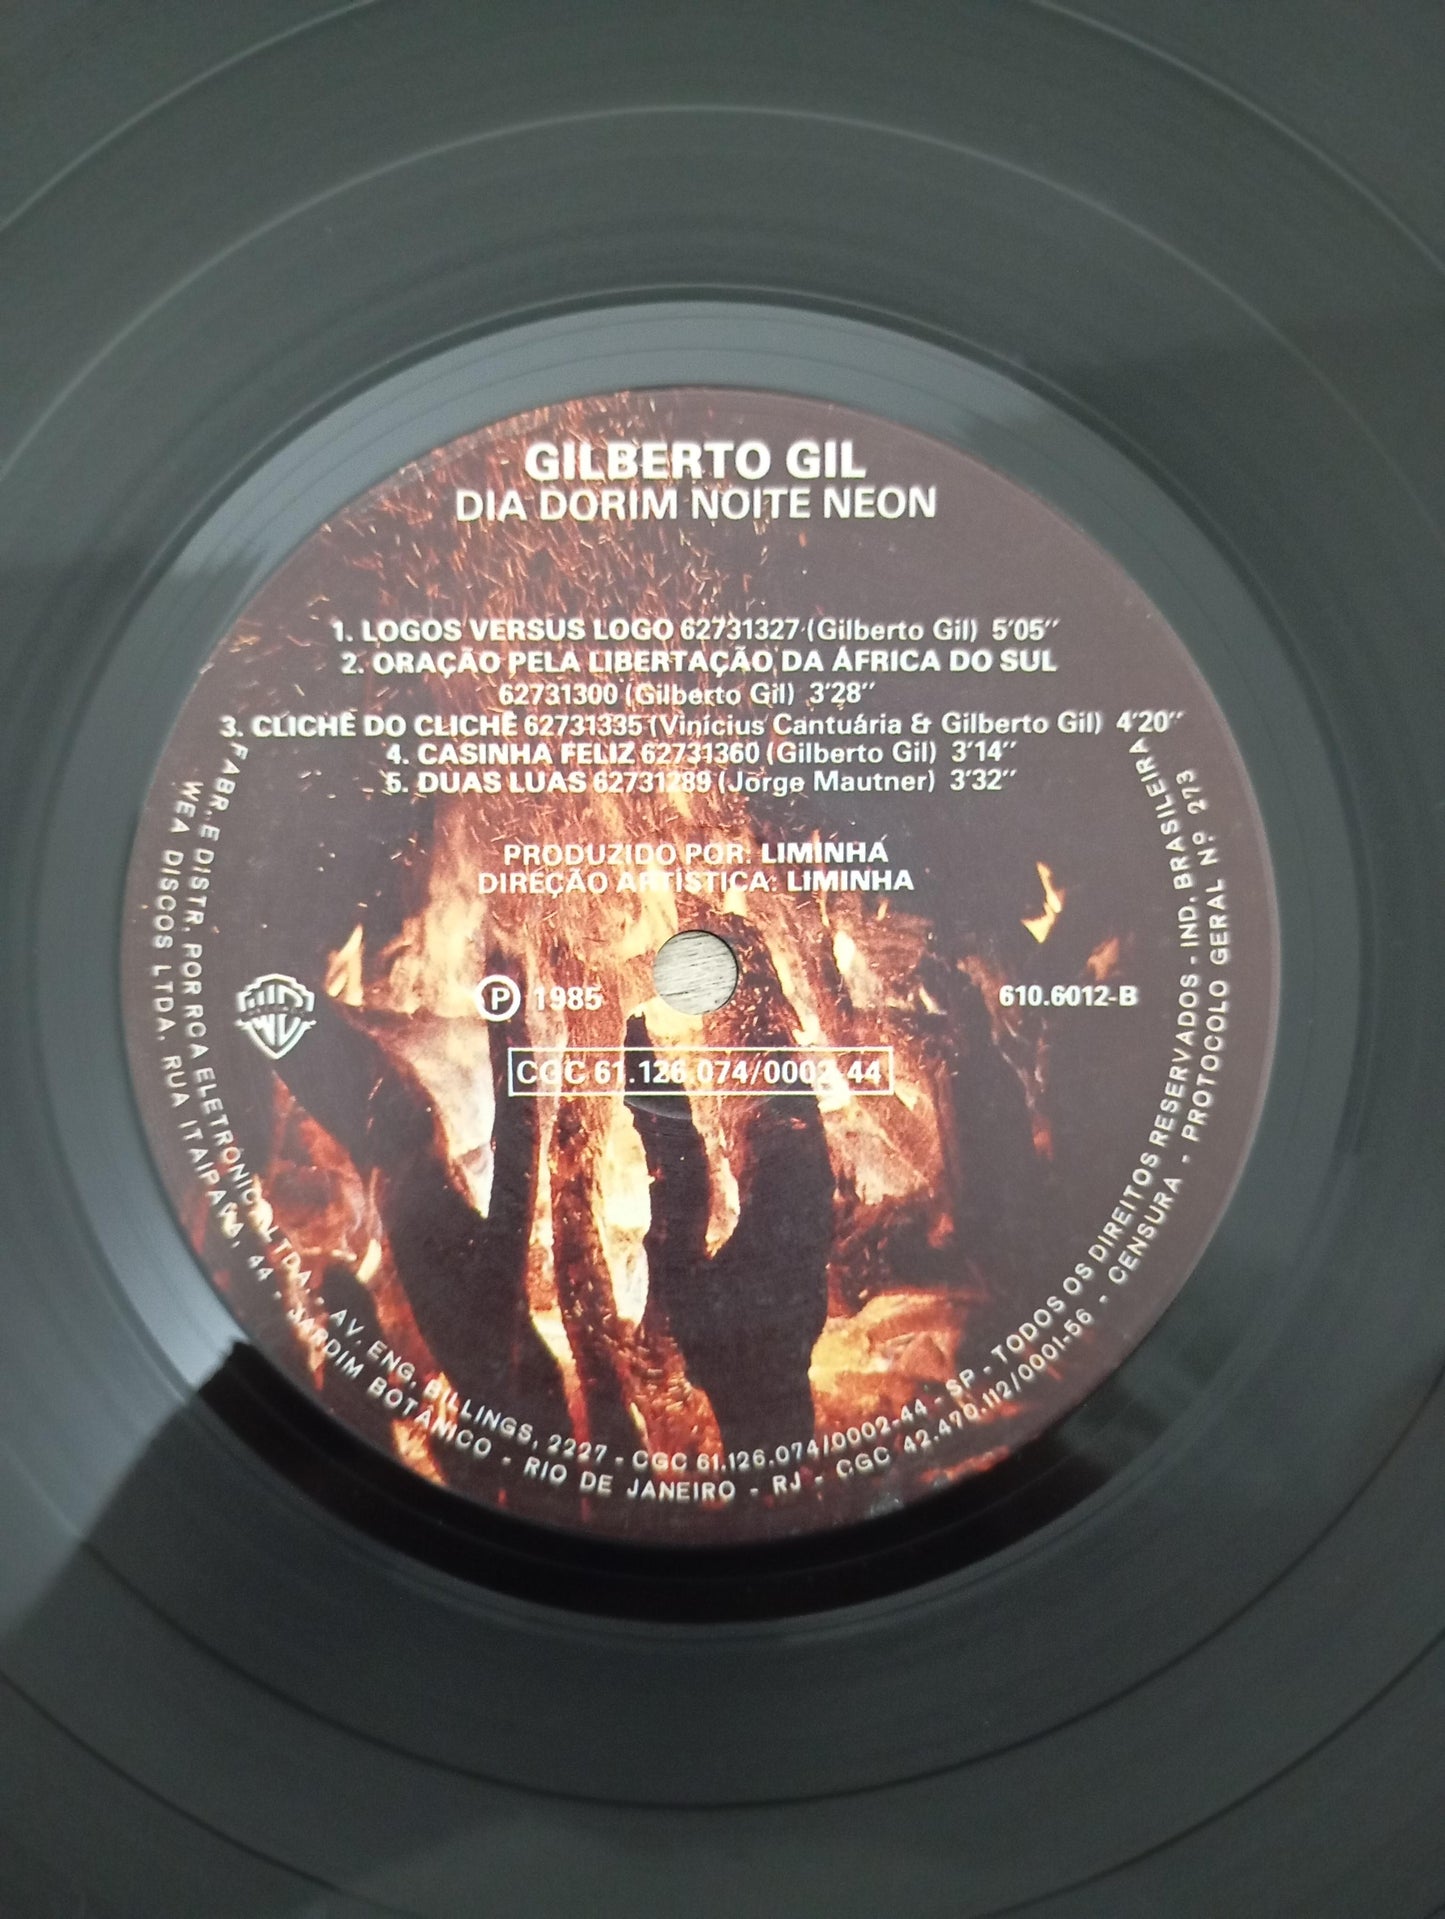 GILBERTO GIL
DIA DORIM NOITE NEON
1. LOGOS VERSUS LOGO 62731327 (Gilberto Gil) 5'05''
2. ORAÇÃO PELA LIBERTAÇÃO DA ÁFRICA DO SUL
62731300 (Gilberto Gil) 3'28''
3. CLICHÊ DO CLICHÊ 62731335 (Vinícius Cantuária & Gilberto Gil) 4'20''
4. CASINHA FELIZ 62731360 (Gilberto Gil) 3'14''
5. DUAS LUAS 62731289 (Jorge Mautner) 3'32''
PRODUZIDO POR: LIMINHA
DIREÇÃO ARTÍSTICA: LIMINHA
Ⓟ 1985
610.6012-B
CGC 61.126.074/0002-44
FABR. E DISTR. POR RCA ELETRÔNICA LTDA. - AV. ENG. BILLINGS, 2227 - CGC 61.126.074/0002-44 - SP - TODOS OS DIREITOS RESERVADOS - IND. BRASILEIRA
WEA DISCOS LTDA. RUA ITAIPAVA, 44 - JARDIM BOTÂNICO - RIO DE JANEIRO - RJ - CGC 42.470.112/0001-56 - CENSURA - PROTOCOLO GERAL Nº 273